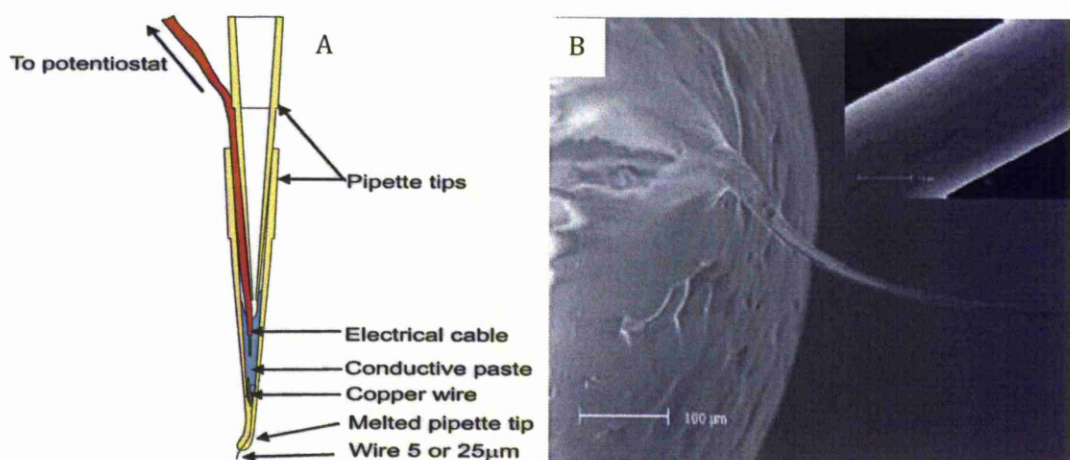 A
To potentiostat
Pipette tips
Electrical cable
Conductive paste
Copper wire
Melted pipette tip
Wire 5 or 25μm
B
100 μm